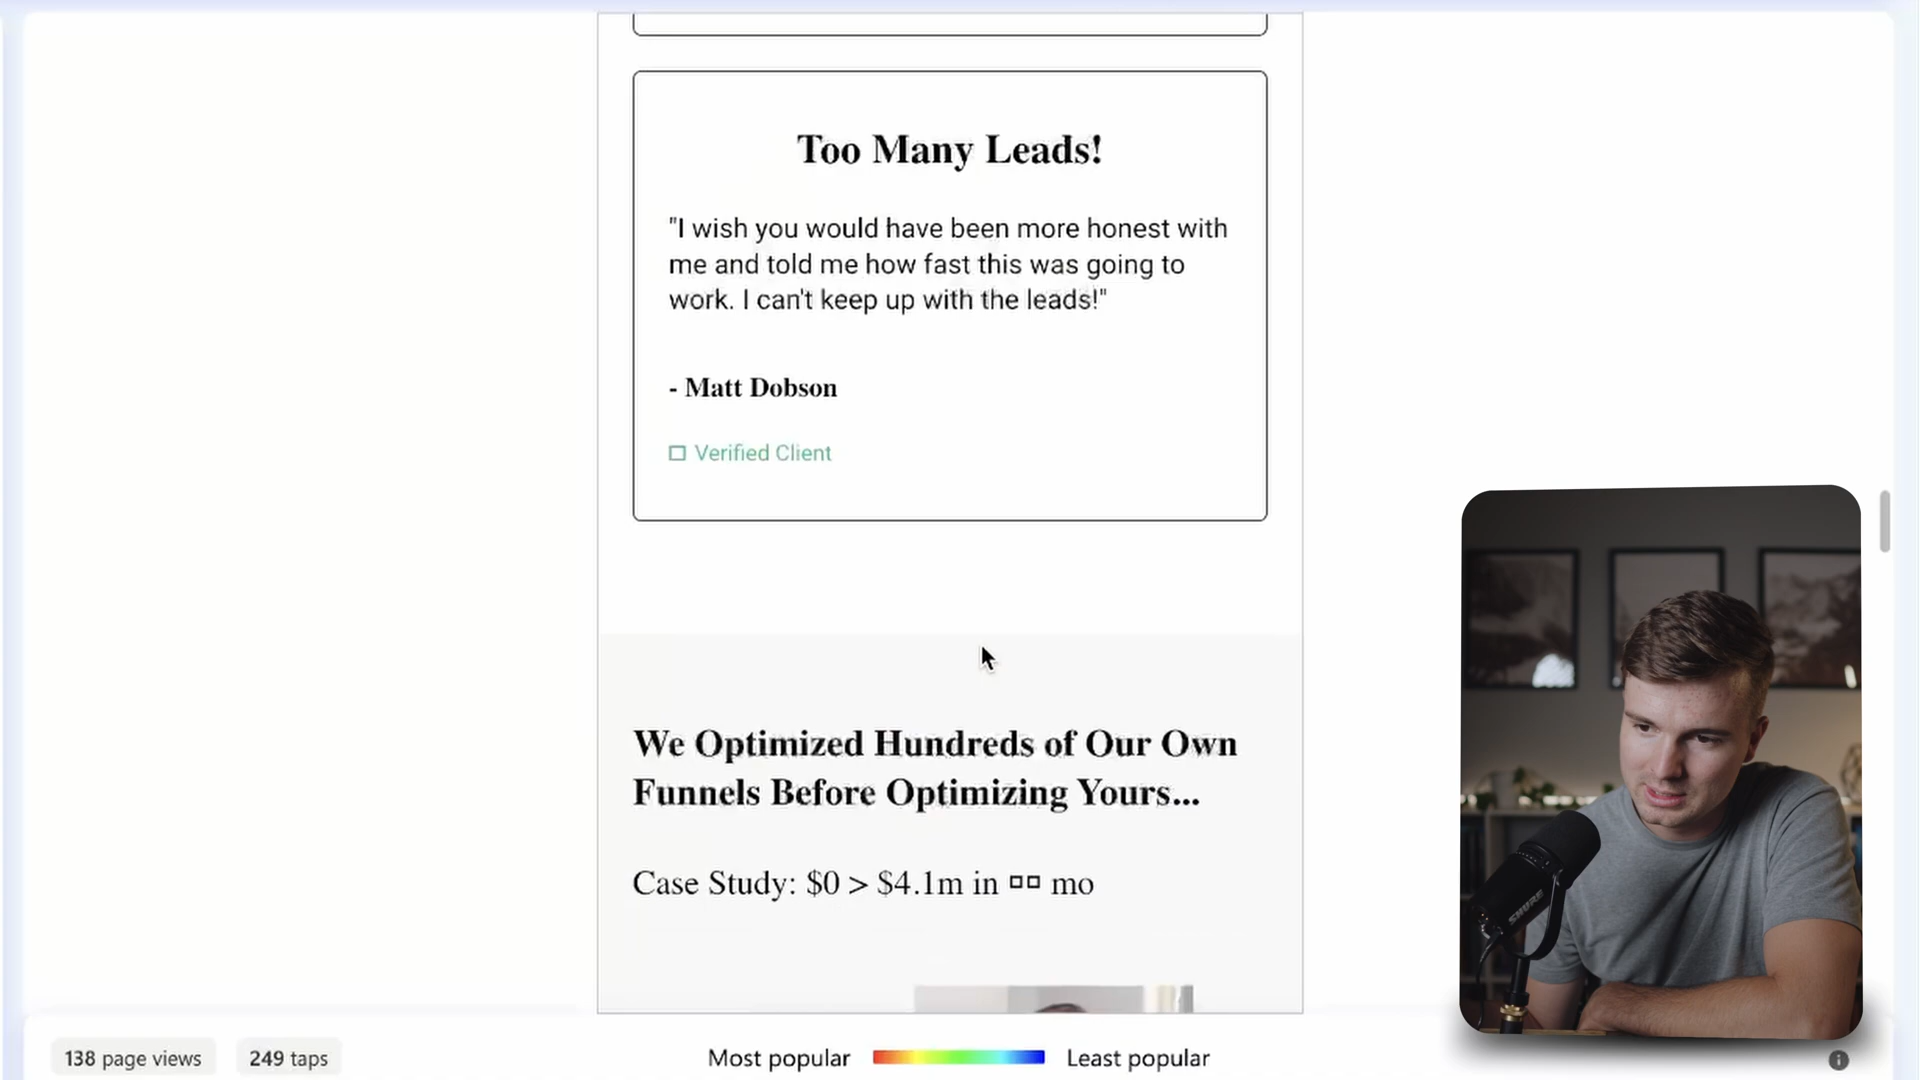 Too Many Leads!
"I wish you would have been more honest with
me and told me how fast this was going to
work. I can't keep up with the leads!"
- Matt Dobson
□ Verified Client
We Optimized Hundreds of Our Own
Funnels Before Optimizing Yours...
Case Study: $0 > $4.1m in □□ mo
SHURE
138 page views
249 taps
Most popular
Least popular